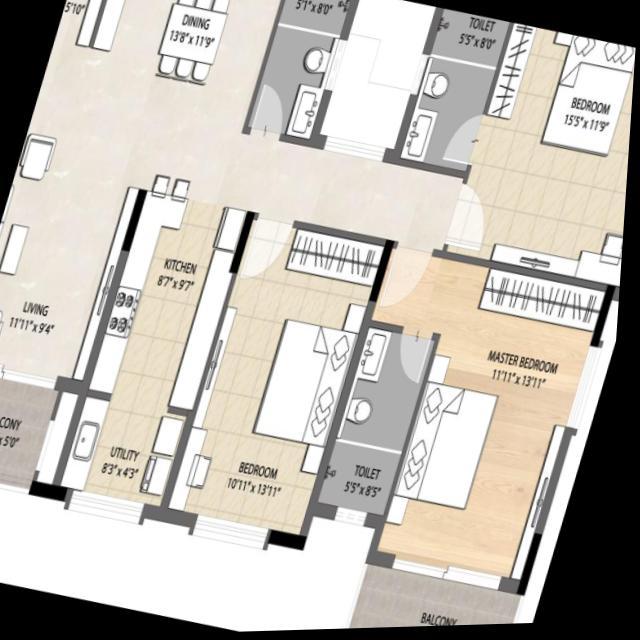 5'10"
DINING
13'8" x 11'9"
5'1" x 8'0"
TOILET
5'5" x 8'0"
BEDROOM
15'5" x 11'9"
KITCHEN
8'7" x 9'7"
LIVING
11'11" x 9'4"
MASTER BEDROOM
11'11" x 13'11"
CONY
x 5'0"
UTILITY
8'3" x 4'3"
BEDROOM
10'11" x 13'11"
TOILET
5'5" x 8'5"
BALCONY